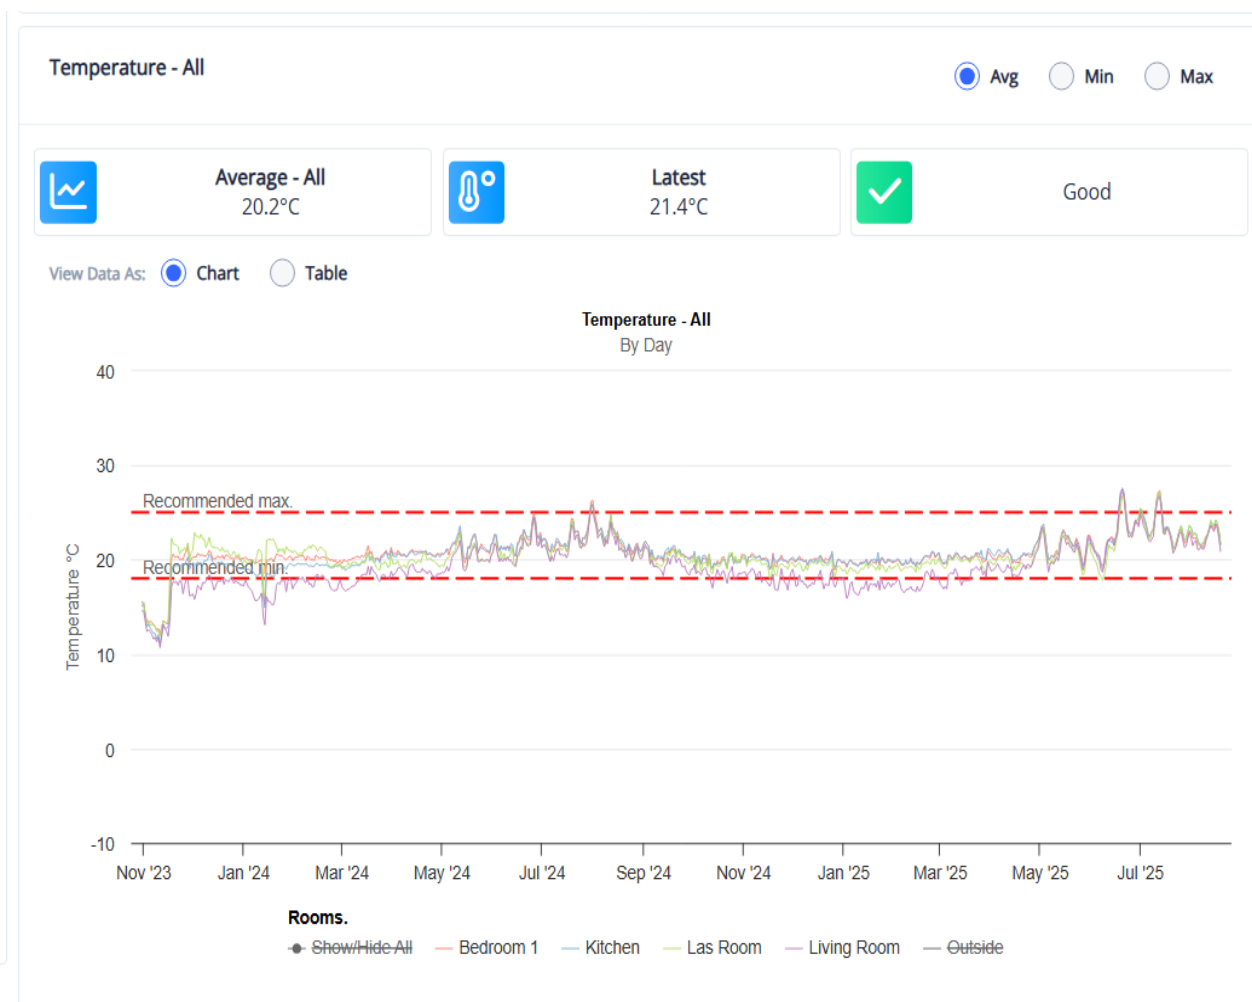 Temperature - All
Avg Min Max
Average - All
20.2°C
Latest
21.4°C
Good
View Data As: Chart Table
Temperature - All
By Day
Temperature °C
40
30
20
10
0
-10
Recommended max.
Recommended min.
Nov '23 Jan '24 Mar '24 May '24 Jul '24 Sep '24 Nov '24 Jan '25 Mar '25 May '25 Jul '25
Rooms.
Show/Hide All Bedroom 1 Kitchen Las Room Living Room Outside